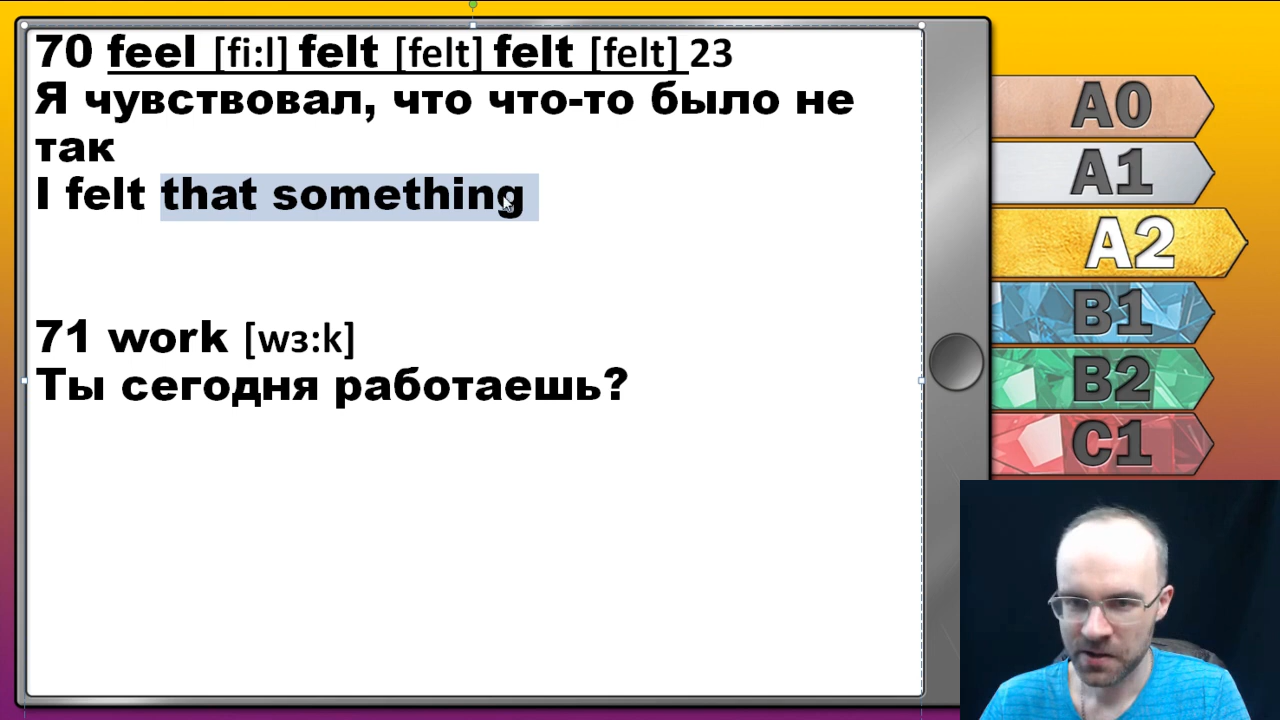 70 feel [fi:l] felt [felt] felt [felt] 23
Я чувствовал, что что-то было не
так
I felt that something
71 work [wɜ:k]
Ты сегодня работаешь?
A0
A1
A2
B1
B2
C1